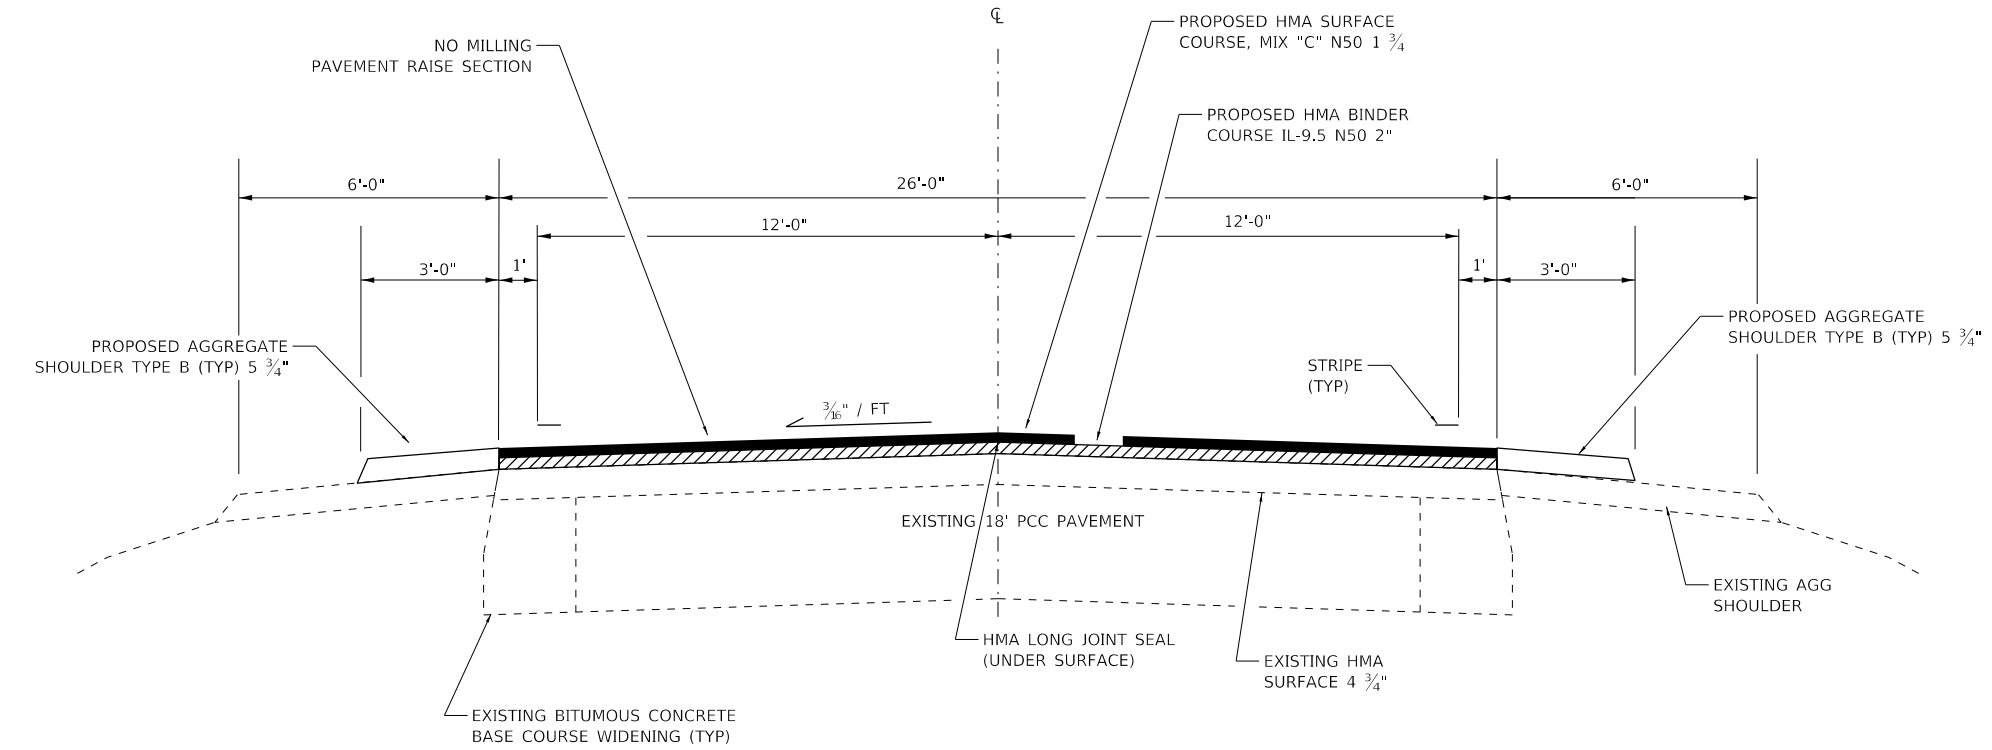 ℄
PROPOSED HMA SURFACE
COURSE, MIX "C" N50 1 3/4
NO MILLING
PAVEMENT RAISE SECTION
PROPOSED HMA BINDER
COURSE IL-9.5 N50 2"
6'-0"
26'-0"
6'-0"
12'-0"
12'-0"
3'-0"
1'
1'
3'-0"
PROPOSED AGGREGATE
SHOULDER TYPE B (TYP) 5 3/4"
PROPOSED AGGREGATE
SHOULDER TYPE B (TYP) 5 3/4"
STRIPE
(TYP)
3/16" / FT
EXISTING 18' PCC PAVEMENT
EXISTING AGG
SHOULDER
HMA LONG JOINT SEAL
(UNDER SURFACE)
EXISTING HMA
SURFACE 4 3/4"
EXISTING BITUMOUS CONCRETE
BASE COURSE WIDENING (TYP)